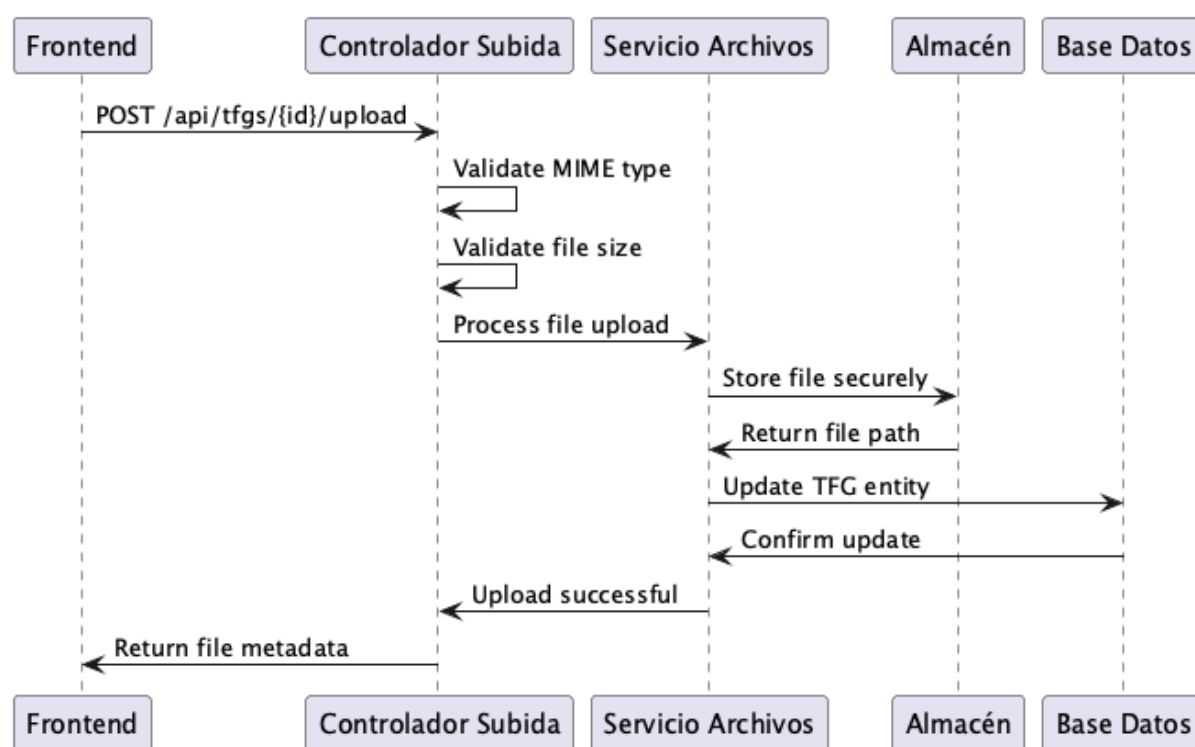 Frontend
Controlador Subida
Servicio Archivos
Almacén
Base Datos
POST /api/tfgs/{id}/upload
Validate MIME type
Validate file size
Process file upload
Store file securely
Return file path
Update TFG entity
Confirm update
Upload successful
Return file metadata
Frontend
Controlador Subida
Servicio Archivos
Almacén
Base Datos